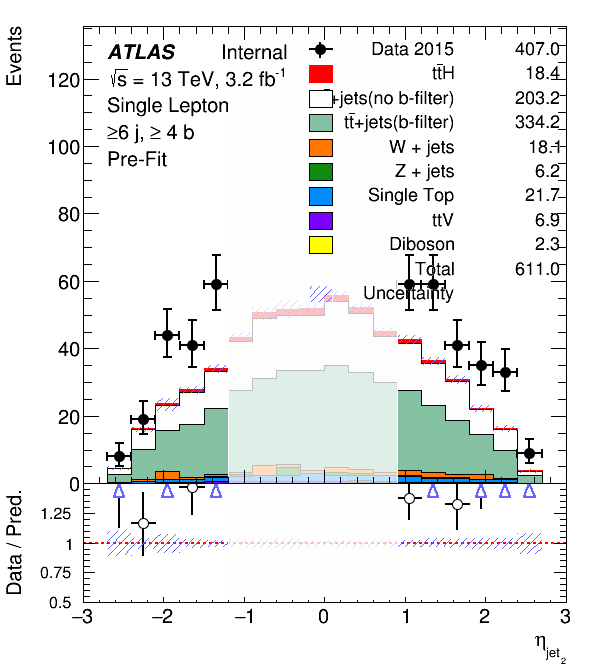 Events
ATLAS Internal
√s = 13 TeV, 3.2 fb-1
Single Lepton
≥6 j, ≥ 4 b
Pre-Fit
Data 2015 407.0
tt̄H 18.4
+jets(no b-filter) 203.2
tt̄+jets(b-filter) 334.2
W + jets 18.1
Z + jets 6.2
Single Top 21.7
ttV 6.9
Diboson 2.3
Total 611.0
Uncertainty
120
100
80
60
40
20
0
Data / Pred.
1.25
1
0.75
0.5
−3 −2 −1 0 1 2 3
η jet 2